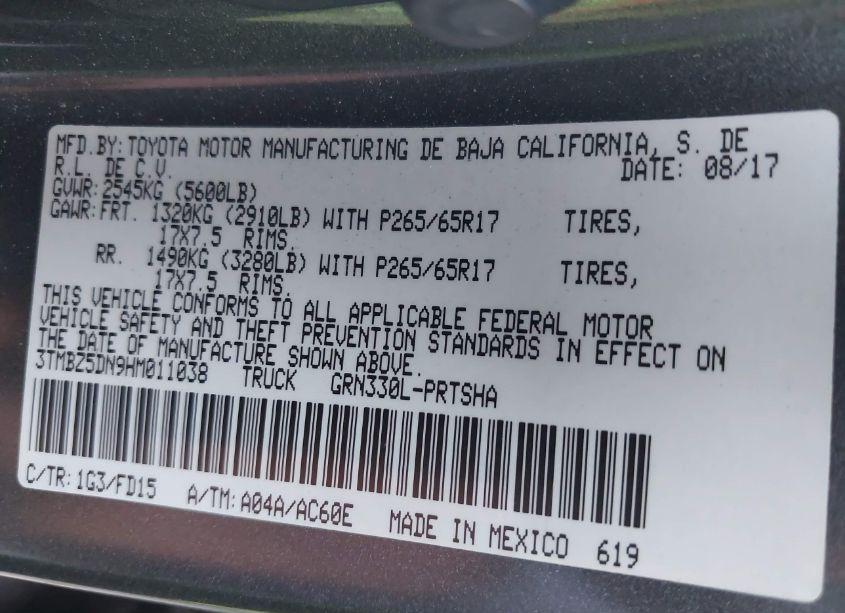 MFD.BY: TOYOTA MOTOR MANUFACTURING DE BAJA CALIFORNIA, S. DE
R.L. DE C.V. DATE: 08/17
GVWR: 2545KG (5600LB)
GAWR: FRT. 1320KG (2910LB) WITH P265/65R17 TIRES,
17X7.5 RIMS.
RR. 1490KG (3280LB) WITH P265/65R17 TIRES,
17X7.5 RIMS.
THIS VEHICLE CONFORMS TO ALL APPLICABLE FEDERAL MOTOR
VEHICLE SAFETY AND THEFT PREVENTION STANDARDS IN EFFECT ON
THE DATE OF MANUFACTURE SHOWN ABOVE.
3TMBZ5DN9HM011038 TRUCK GRN330L-PRTSHA
C/TR: 1G3/FD15 A/TM: A04A/AC60E MADE IN MEXICO 619